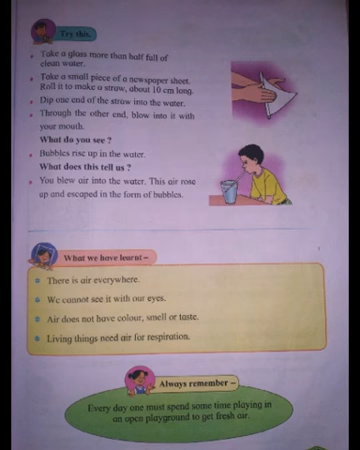 Try this.
Take a glass more than half full of
clean water.
Take a small piece of a newspaper sheet.
Roll it to make a straw, about 10 cm long.
Dip one end of the straw into the water.
Through the other end, blow into it with
your mouth.
What do you see ?
Bubbles rise up in the water.
What does this tell us ?
You blew air into the water. This air rose
up and escaped in the form of bubbles.
What we have learnt –
There is air everywhere.
We cannot see it with our eyes.
Air does not have colour, smell or taste.
Living things need air for respiration.
Always remember –
Every day one must spend some time playing in
an open playground to get fresh air.